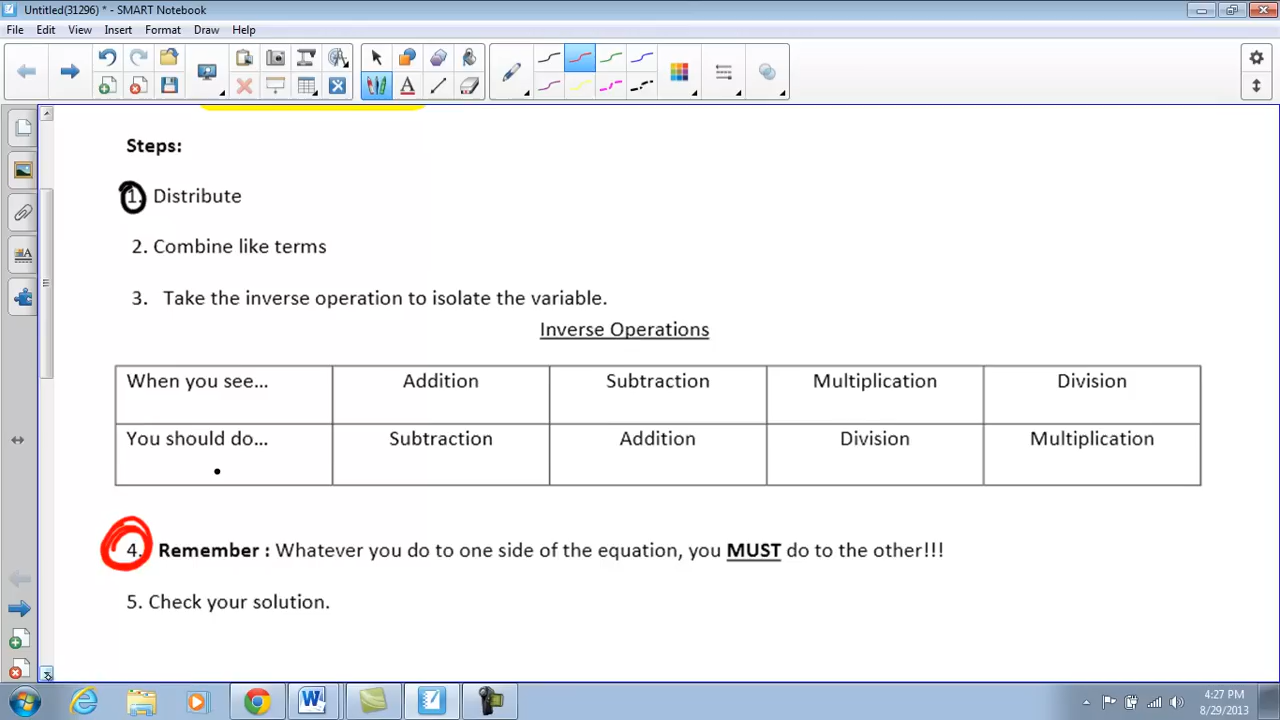 Untitled(31296) * - SMART Notebook
File Edit View Insert Format Draw Help
Steps:
1. Distribute
2. Combine like terms
3. Take the inverse operation to isolate the variable.
Inverse Operations
When you see... Addition Subtraction Multiplication Division
You should do... Subtraction Addition Division Multiplication
4. Remember : Whatever you do to one side of the equation, you MUST do to the other!!!
5. Check your solution.
4:27 PM
8/29/2013